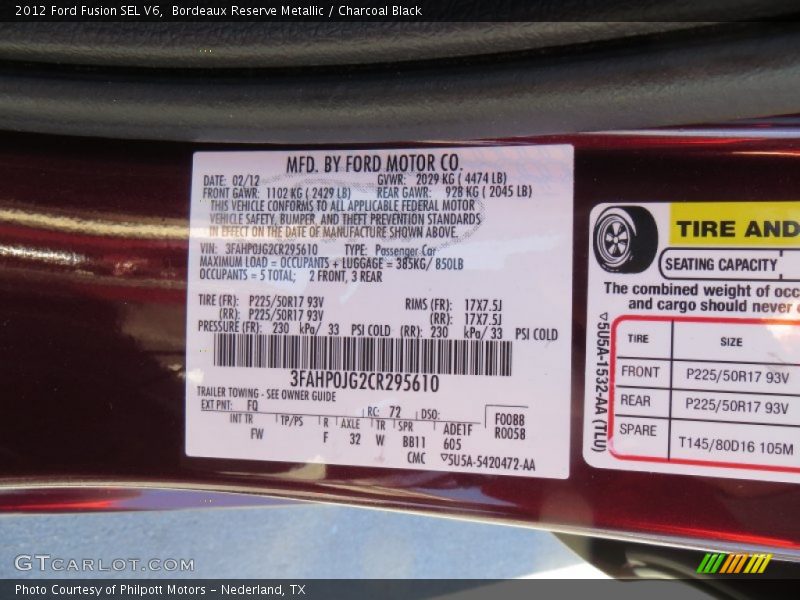 2012 Ford Fusion SEL V6,  Bordeaux Reserve Metallic / Charcoal Black
MFD. BY FORD MOTOR CO.
DATE: 02/12 GVWR: 2029 KG ( 4474 LB)
FRONT GAWR: 1102 KG ( 2429 LB) REAR GAWR: 928 KG ( 2045 LB)
THIS VEHICLE CONFORMS TO ALL APPLICABLE FEDERAL MOTOR
VEHICLE SAFETY, BUMPER, AND THEFT PREVENTION STANDARDS
IN EFFECT ON THE DATE OF MANUFACTURE SHOWN ABOVE.
VIN: 3FAHP0JG2CR295610 TYPE: Passenger Car
MAXIMUM LOAD = OCCUPANTS + LUGGAGE = 385KG/ 850LB
OCCUPANTS = 5 TOTAL; 2 FRONT, 3 REAR
TIRE (FR): P225/50R17 93V RIMS (FR): 17X7.5J
(RR): P225/50R17 93V (RR): 17X7.5J
PRESSURE (FR): 230 kPa/ 33 PSI COLD (RR): 230 kPa/ 33 PSI COLD
3FAHP0JG2CR295610
TRAILER TOWING - SEE OWNER GUIDE
EXT PNT: FQ RC: 72 DSO:
INT TR TP/PS R AXLE TR SPR ADE1F F008B
FW F 32 W BB11 605 R005B
CMC ▽5U5A-5420472-AA
TIRE AND
SEATING CAPACITY
The combined weight of occ
and cargo should never
▽5U5A-1532-AA (TLU)
TIRE SIZE
FRONT P225/50R17 93V
REAR P225/50R17 93V
SPARE T145/80D16 105M
GTCARLOT.COM
Photo Courtesy of Philpott Motors - Nederland, TX